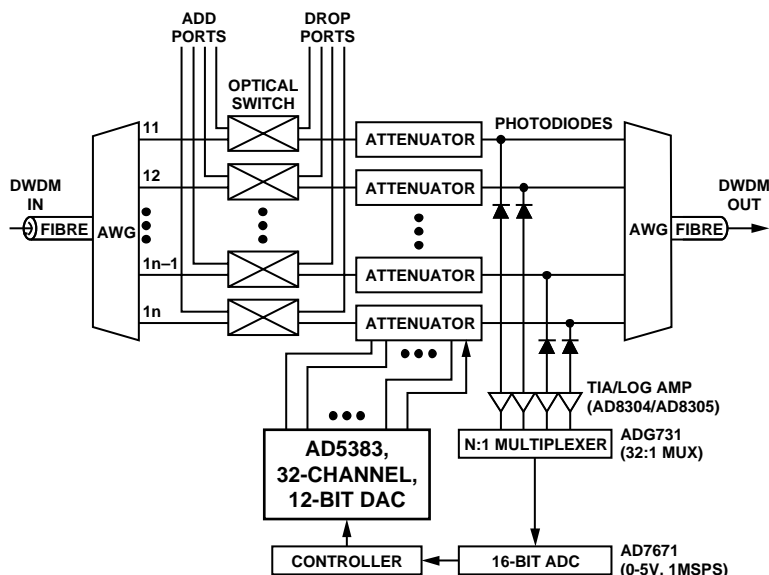 ADD
PORTS
DROP
PORTS
OPTICAL
SWITCH
PHOTODIODES
11
ATTENUATOR
12
ATTENUATOR
DWDM
IN
FIBRE
AWG
AWG
FIBRE
DWDM
OUT
1n–1
ATTENUATOR
1n
ATTENUATOR
TIA/LOG AMP
(AD8304/AD8305)
AD5383,
32-CHANNEL,
12-BIT DAC
N:1 MULTIPLEXER
ADG731
(32:1 MUX)
CONTROLLER
16-BIT ADC
AD7671
(0-5V, 1MSPS)